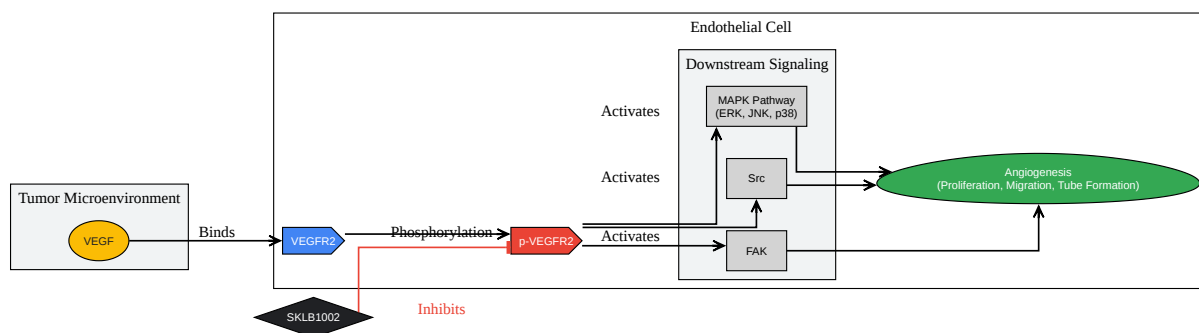 Endothelial Cell
Downstream Signaling
MAPK Pathway
(ERK, JNK, p38)
Activates
Angenesis
(Proliferation, Migration, Tube Formation)
Activates
Src
Tumor Microenvironment
VEGF
Binds
VEGFR2
Phosphorylation
p-VEGFR2
Activates
FAK
SKLB1002
Inhibits